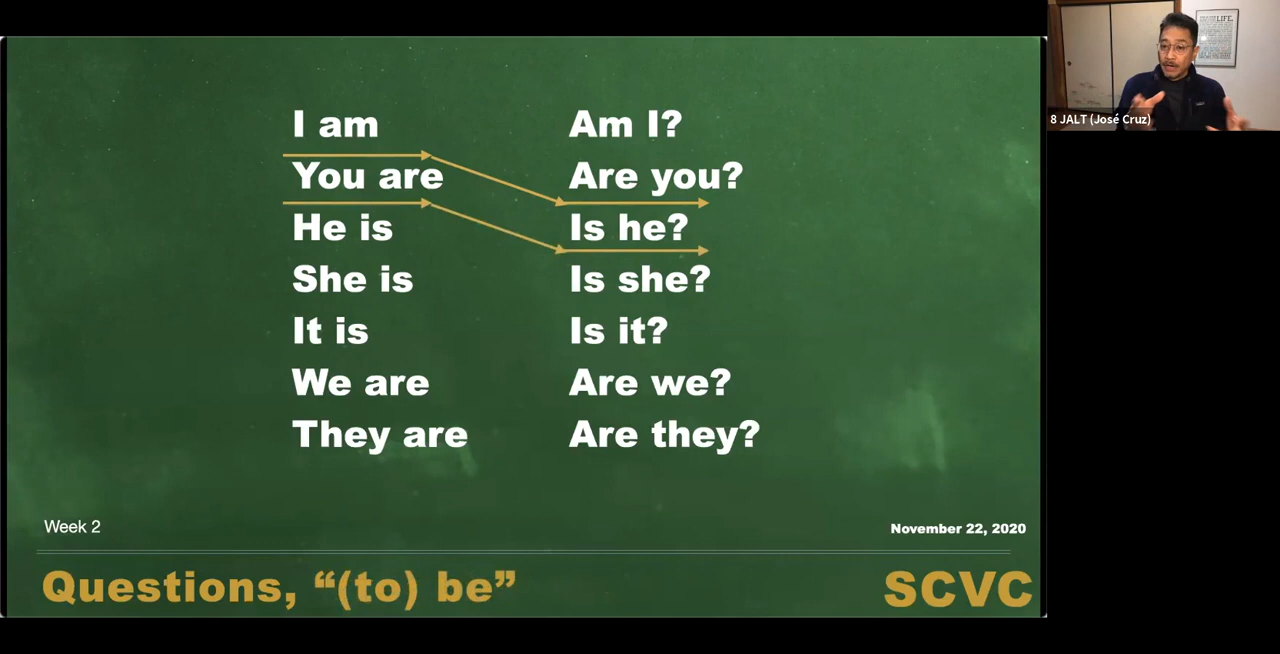 I am
Am I?
You are
Are you?
He is
Is he?
She is
Is she?
It is
Is it?
We are
Are we?
They are
Are they?
Week 2
November 22, 2020
Questions, “(to) be”
SCVC
LIFE.
8 JALT (José Cruz)